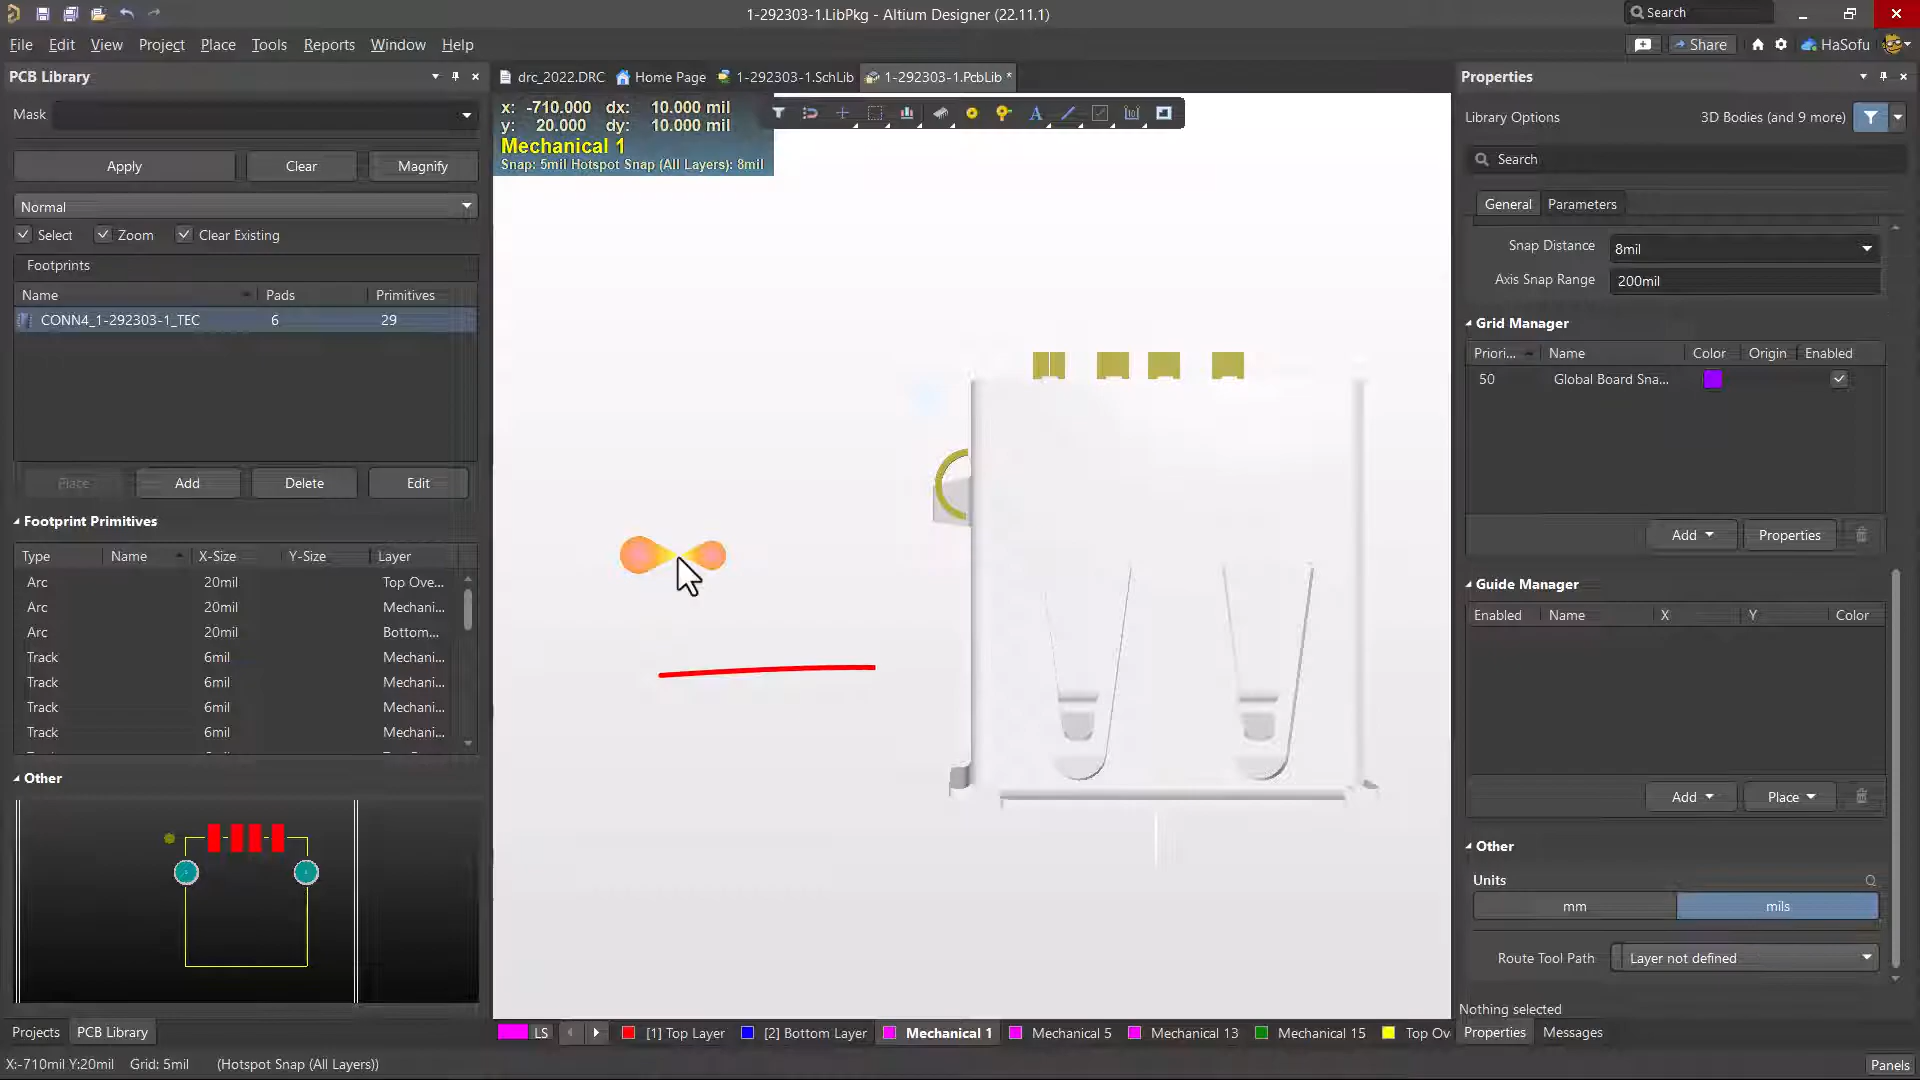 1-292303-1.LibPkg - Altium Designer (22.11.1)
Search
File Edit View Project Place Tools Reports Window Help
Share
HaSofu
PCB Library
drc_2022.DRC
Home Page
1-292303-1.SchLib
1-292303-1.PcbLib *
Properties
Mask
Apply
Clear
Magnify
Normal
Select
Zoom
Clear Existing
Footprints
Name Pads Primitives
CONN4_1-292303-1_TEC 6 29
Place
Add
Delete
Edit
Footprint Primitives
Type Name X-Size Y-Size Layer
Arc 20mil Top Ove...
Arc 20mil Mechani...
Arc 20mil Bottom...
Track 6mil Mechani...
Track 6mil Mechani...
Track 6mil Mechani...
Track 6mil Mechani...
Other
Projects
PCB Library
x: -710.000 dx: 10.000 mil
y: 20.000 dy: 10.000 mil
Mechanical 1
Snap: 5mil Hotspot Snap (All Layers): 8mil
LS
[1] Top Layer
[2] Bottom Layer
Mechanical 1
Mechanical 5
Mechanical 13
Mechanical 15
Top Ov
Library Options
3D Bodies (and 9 more)
Search
General
Parameters
Snap Distance
8mil
Axis Snap Range
200mil
Grid Manager
Priori... Name Color Origin Enabled
50 Global Board Sna...
Add
Properties
Guide Manager
Enabled Name X Y Color
Add
Place
Other
Units
mm
mils
Route Tool Path
Layer not defined
Nothing selected
Properties
Messages
X:-710mil Y:20mil Grid: 5mil (Hotspot Snap (All Layers))
Panels